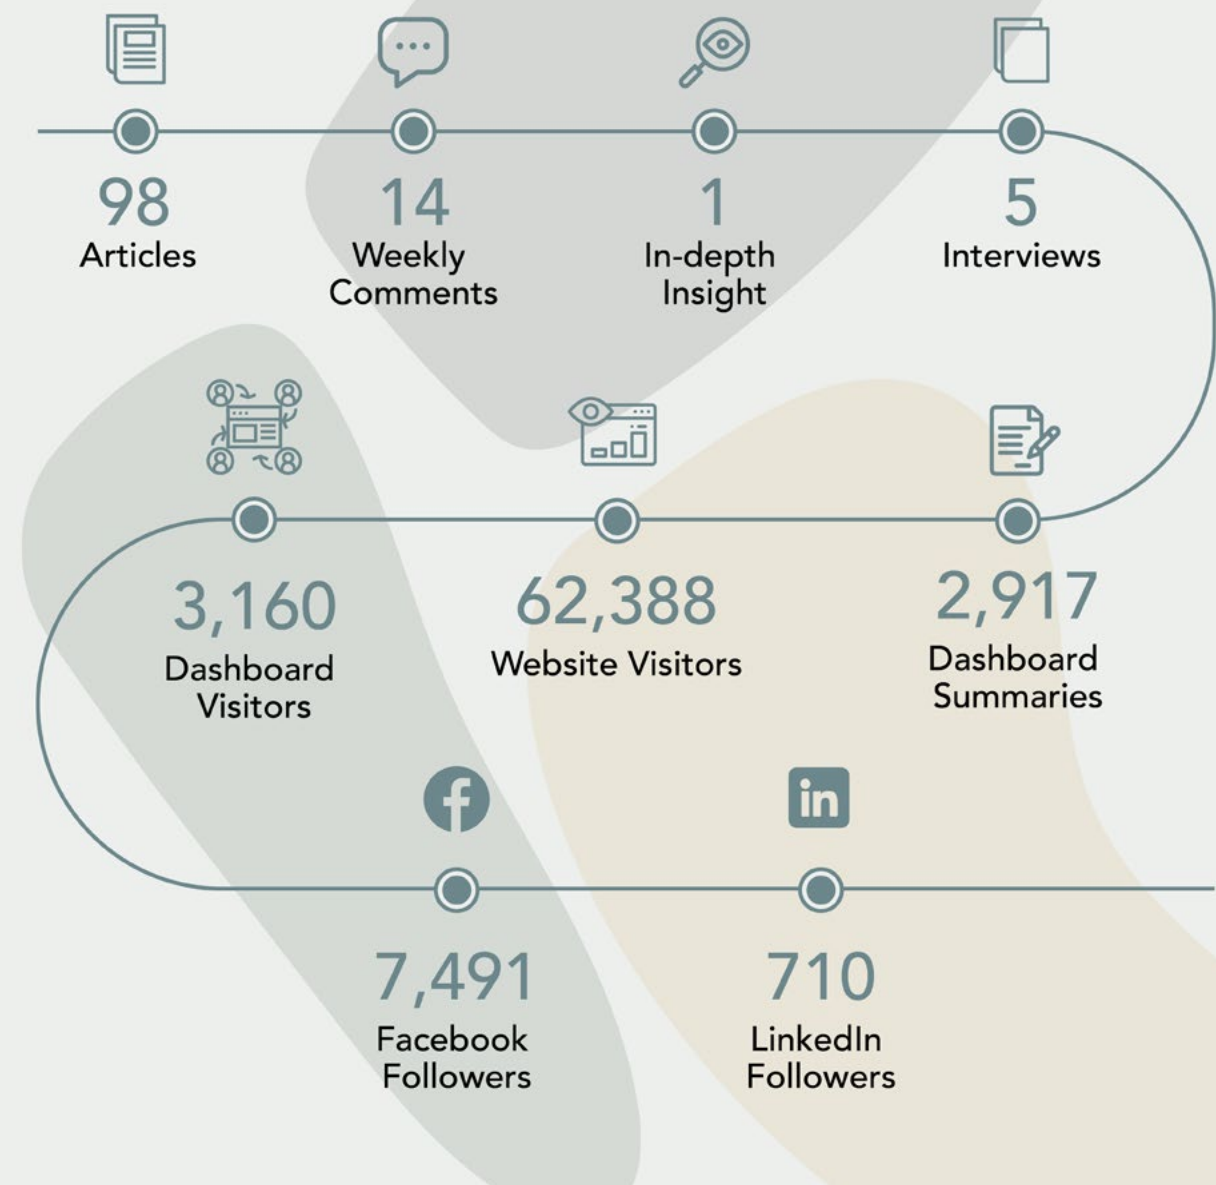 98
Articles
14
Weekly
Comments
1
In-depth
Insight
5
Interviews
3,160
Dashboard
Visitors
62,388
Website Visitors
2,917
Dashboard
Summaries
7,491
Facebook
Followers
in
710
LinkedIn
Followers